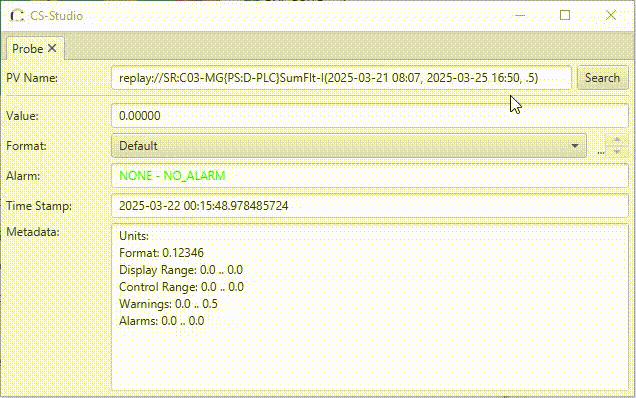 CS-Studio
Probe
PV Name: replay://SR:C03-MG{PS:D-PLC}SumFlt-I(2025-03-21 08:07, 2025-03-25 16:50, .5) Search
Value: 0.00000
Format: Default ...
Alarm: NONE - NO_ALARM
Time Stamp: 2025-03-22 00:15:48.978485724
Metadata: Units:
Format: 0.12346
Display Range: 0.0 .. 0.0
Control Range: 0.0 .. 0.0
Warnings: 0.0 .. 0.5
Alarms: 0.0 .. 0.0